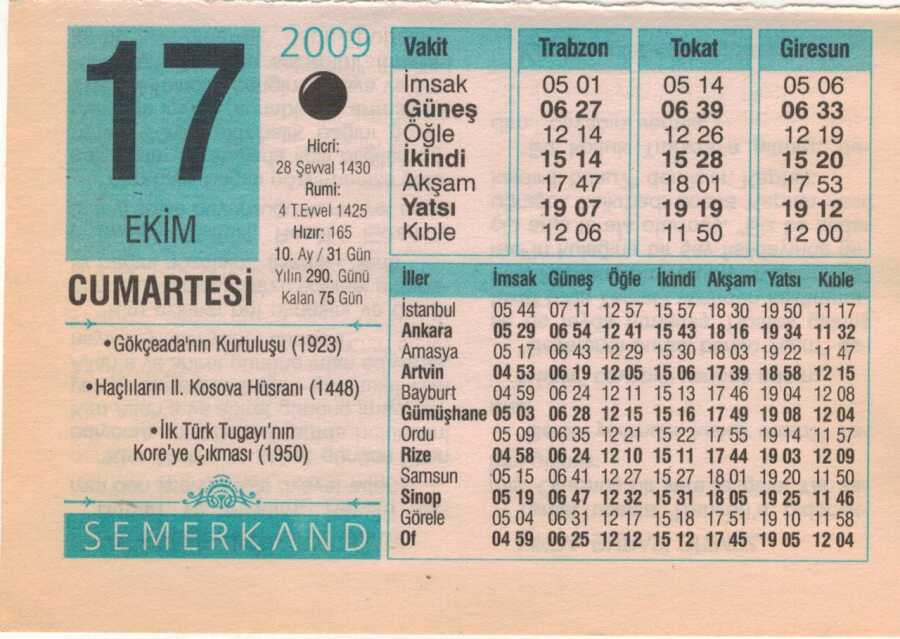 17
EKİM
CUMARTESİ
2009
Hicri:
28 Şevval 1430
Rumi:
4 T.Evvel 1425
Hızır: 165
10. Ay / 31 Gün
Yılın 290. Günü
Kalan 75 Gün
•Gökçeada'nın Kurtuluşu (1923)
•Haçlıların II. Kosova Hüsranı (1448)
•İlk Türk Tugayı'nın
Kore'ye Çıkması (1950)
SEMERKAND
Vakit Trabzon Tokat Giresun
İmsak 05 01 05 14 05 06
Güneş 06 27 06 39 06 33
Öğle 12 14 12 26 12 19
İkindi 15 14 15 28 15 20
Akşam 17 47 18 01 17 53
Yatsı 19 07 19 19 19 12
Kıble 12 06 11 50 12 00
İller İmsak Güneş Öğle İkindi Akşam Yatsı Kıble
İstanbul 05 44 07 11 12 57 15 57 18 30 19 50 11 17
Ankara 05 29 06 54 12 41 15 43 18 16 19 34 11 32
Amasya 05 17 06 43 12 29 15 30 18 03 19 22 11 47
Artvin 04 53 06 19 12 05 15 06 17 39 18 58 12 15
Bayburt 04 59 06 24 12 11 15 13 17 46 19 04 12 08
Gümüşhane 05 03 06 28 12 15 15 16 17 49 19 08 12 04
Ordu 05 09 06 35 12 21 15 22 17 55 19 14 11 57
Rize 04 58 06 24 12 10 15 11 17 44 19 03 12 09
Samsun 05 15 06 41 12 27 15 27 18 01 19 20 11 50
Sinop 05 19 06 47 12 32 15 31 18 05 19 25 11 46
Görele 05 04 06 31 12 17 15 18 17 51 19 10 11 58
Of 04 59 06 25 12 12 15 12 17 45 19 05 12 04